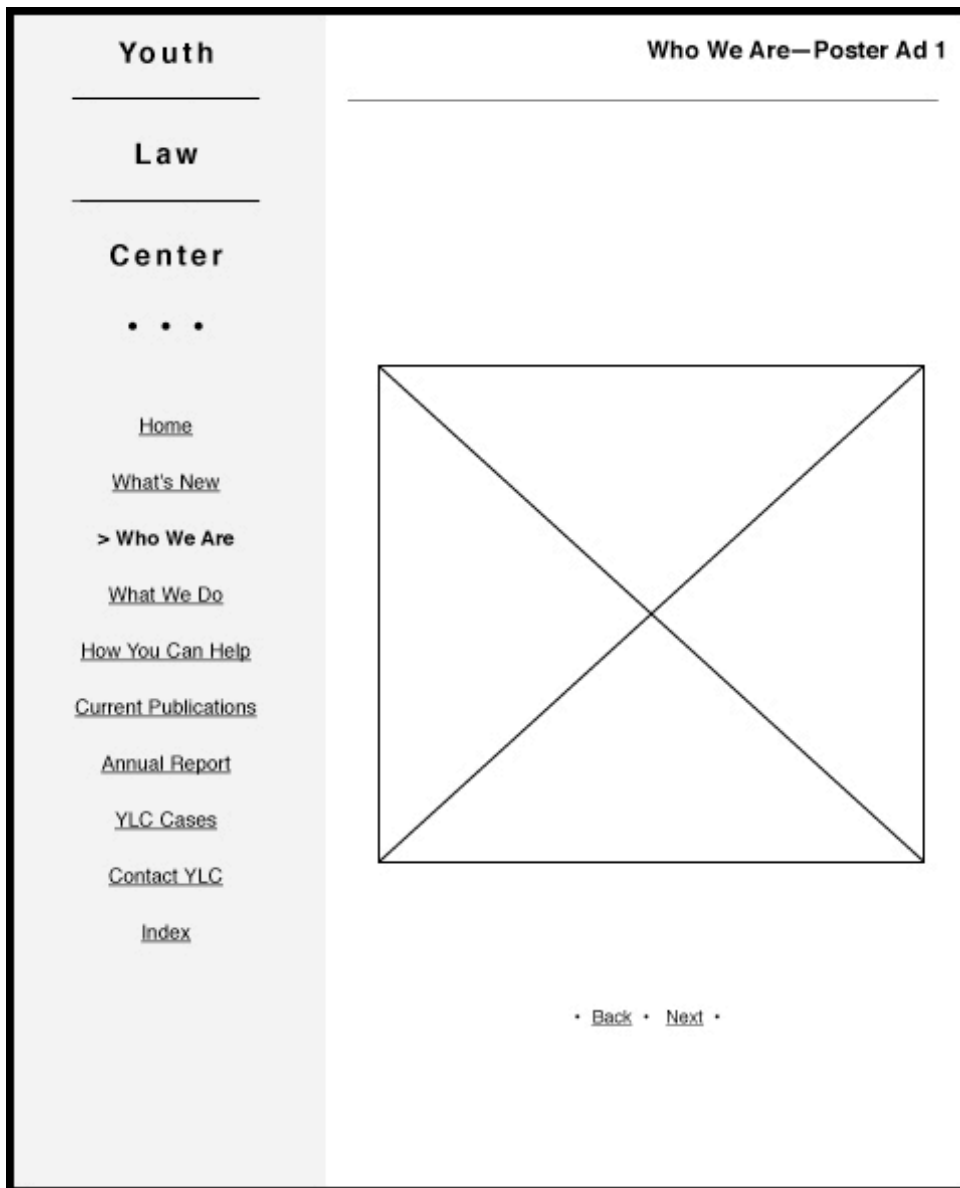 Youth
Law
Center
• • •
Home
What's New
> Who We Are
What We Do
How You Can Help
Current Publications
Annual Report
YLC Cases
Contact YLC
Index
Who We Are—Poster Ad 1
• Back • Next •